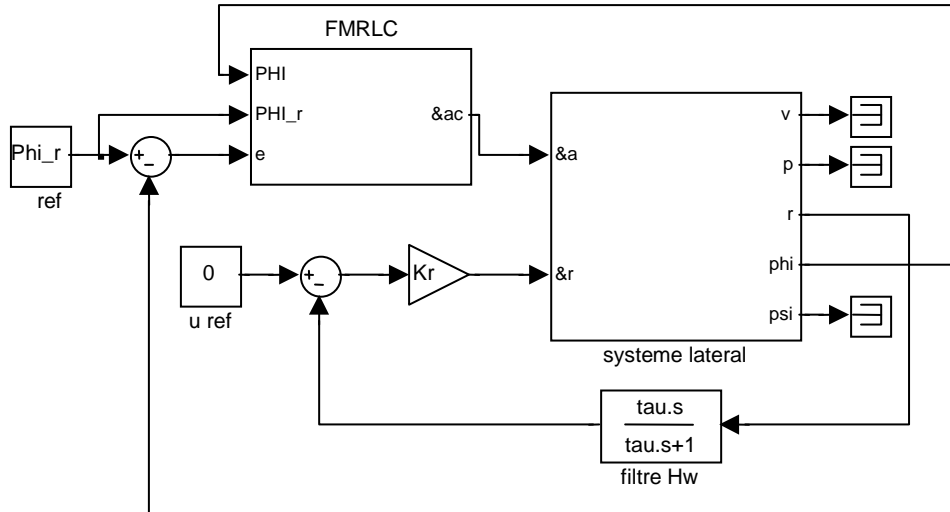 FMRLC
PHI
PHI_r
e
&ac
Phi_r
ref
&a
&r
v
p
r
phi
psi
systeme lateral
0
u ref
Kr
tau.s
tau.s+1
filtre Hw